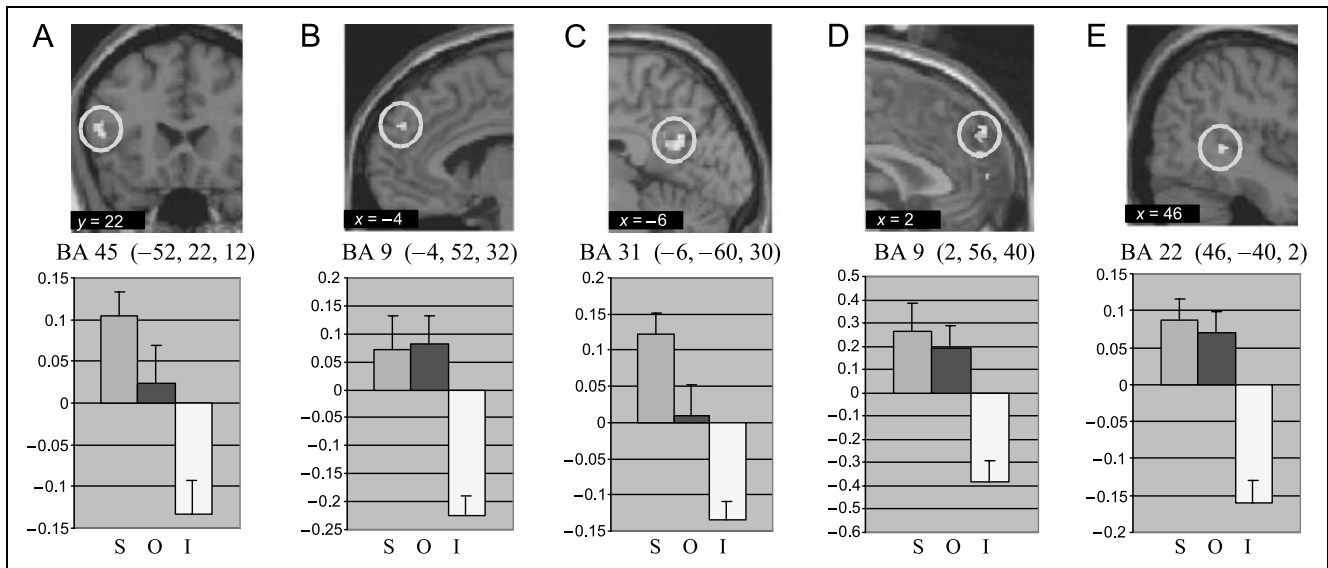 A B C D E
y = 22 x = −4 x = −6 x = 2 x = 46
BA 45 (−52, 22, 12) BA 9 (−4, 52, 32) BA 31 (−6, −60, 30) BA 9 (2, 56, 40) BA 22 (46, −40, 2)
0.15 0.2 0.2 0.5 0.15
0.1 0.15 0.15 0.4 0.1
0.05 0.1 0.1 0.3 0.05
0 0.05 0.05 0.2 0
−0.05 0 0 0.1 −0.05
−0.1 −0.05 −0.05 0 −0.1
−0.15 −0.1 −0.1 −0.1 −0.15
−0.15 −0.15 −0.2 −0.2
−0.2 −0.3
−0.25 −0.4
−0.5
−0.6
S O I S O I S O I S O I S O I